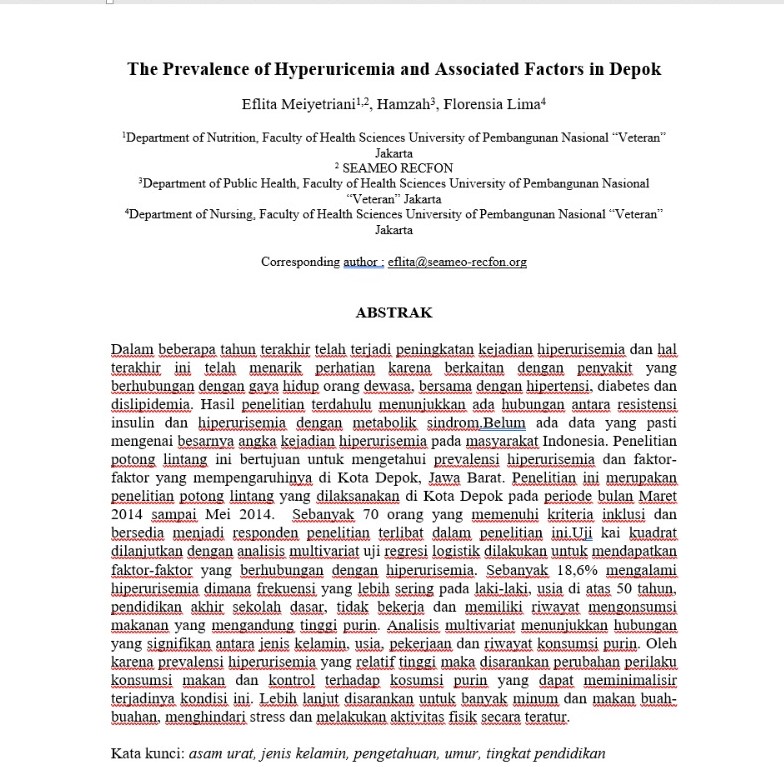 The Prevalence of Hyperuricemia and Associated Factors in Depok
Eflita Meiyetriani1,2, Hamzah3, Florensia Lima4
1Department of Nutrition, Faculty of Health Sciences University of Pembangunan Nasional “Veteran”
Jakarta
2 SEAMEO RECFON
3Department of Public Health, Faculty of Health Sciences University of Pembangunan Nasional
“Veteran” Jakarta
4Department of Nursing, Faculty of Health Sciences University of Pembangunan Nasional “Veteran”
Jakarta
Corresponding author : eflita@seameo-recfon.org
ABSTRAK
Dalam beberapa tahun terakhir telah terjadi peningkatan kejadian hiperurisemia dan hal
terakhir ini telah menarik perhatian karena berkaitan dengan penyakit yang
berhubungan dengan gaya hidup orang dewasa, bersama dengan hipertensi, diabetes dan
dislipidemia. Hasil penelitian terdahulu menunjukkan ada hubungan antara resistensi
insulin dan hiperurisemia dengan metabolik sindrom.Belum ada data yang pasti
mengenai besarnya angka kejadian hiperurisemia pada masyarakat Indonesia. Penelitian
potong lintang ini bertujuan untuk mengetahui prevalensi hiperurisemia dan faktor-
faktor yang mempengaruhinya di Kota Depok, Jawa Barat. Penelitian ini merupakan
penelitian potong lintang yang dilaksanakan di Kota Depok pada periode bulan Maret
2014 sampai Mei 2014. Sebanyak 70 orang yang memenuhi kriteria inklusi dan
bersedia menjadi responden penelitian terlibat dalam penelitian ini.Uji kai kuadrat
dilanjutkan dengan analisis multivariat uji regresi logistik dilakukan untuk mendapatkan
faktor-faktor yang berhubungan dengan hiperurisemia. Sebanyak 18,6% mengalami
hiperurisemia dimana frekuensi yang lebih sering pada laki-laki, usia di atas 50 tahun,
pendidikan akhir sekolah dasar, tidak bekerja dan memiliki riwayat mengonsumsi
makanan yang mengandung tinggi purin. Analisis multivariat menunjukkan hubungan
yang signifikan antara jenis kelamin, usia, pekerjaan dan riwayat konsumsi purin. Oleh
karena prevalensi hiperurisemia yang relatif tinggi maka disarankan perubahan perilaku
konsumsi makan dan kontrol terhadap kosumsi purin yang dapat meminimalisir
terjadinya kondisi ini. Lebih lanjut disarankan untuk banyak minum dan makan buah-
buahan, menghindari stress dan melakukan aktivitas fisik secara teratur.
Kata kunci: asam urat, jenis kelamin, pengetahuan, umur, tingkat pendidikan